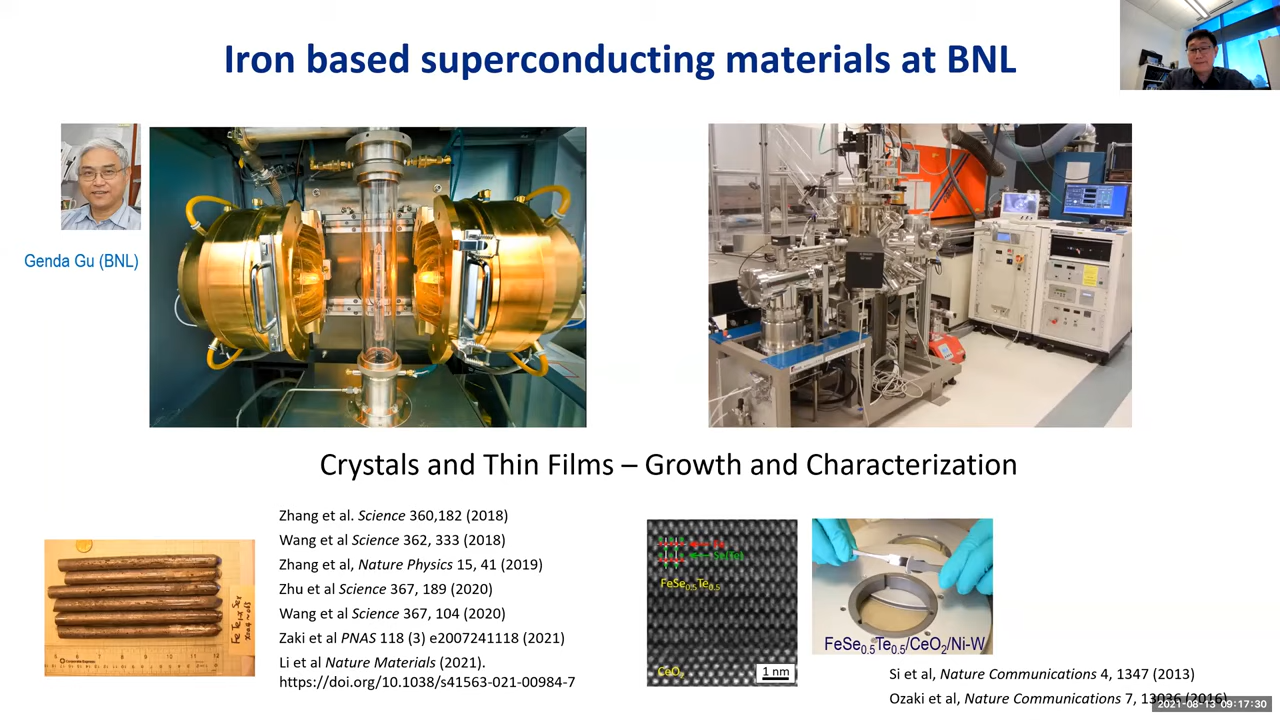 Iron based superconducting materials at BNL
Genda Gu (BNL)
Crystals and Thin Films – Growth and Characterization
Zhang et al. Science 360,182 (2018)
Wang et al Science 362, 333 (2018)
Zhang et al, Nature Physics 15, 41 (2019)
Zhu et al Science 367, 189 (2020)
Wang et al Science 367, 104 (2020)
Zaki et al PNAS 118 (3) e2007241118 (2021)
Li et al Nature Materials (2021).
https://doi.org/10.1038/s41563-021-00984-7
Fe
Se(Te)
FeSe0.5Te0.5
CeO2
1 nm
FeSe0.5Te0.5/CeO2/Ni-W
Si et al, Nature Communications 4, 1347 (2013)
Ozaki et al, Nature Communications 7, 13036 (2016)
2021-08-13 09:17:30